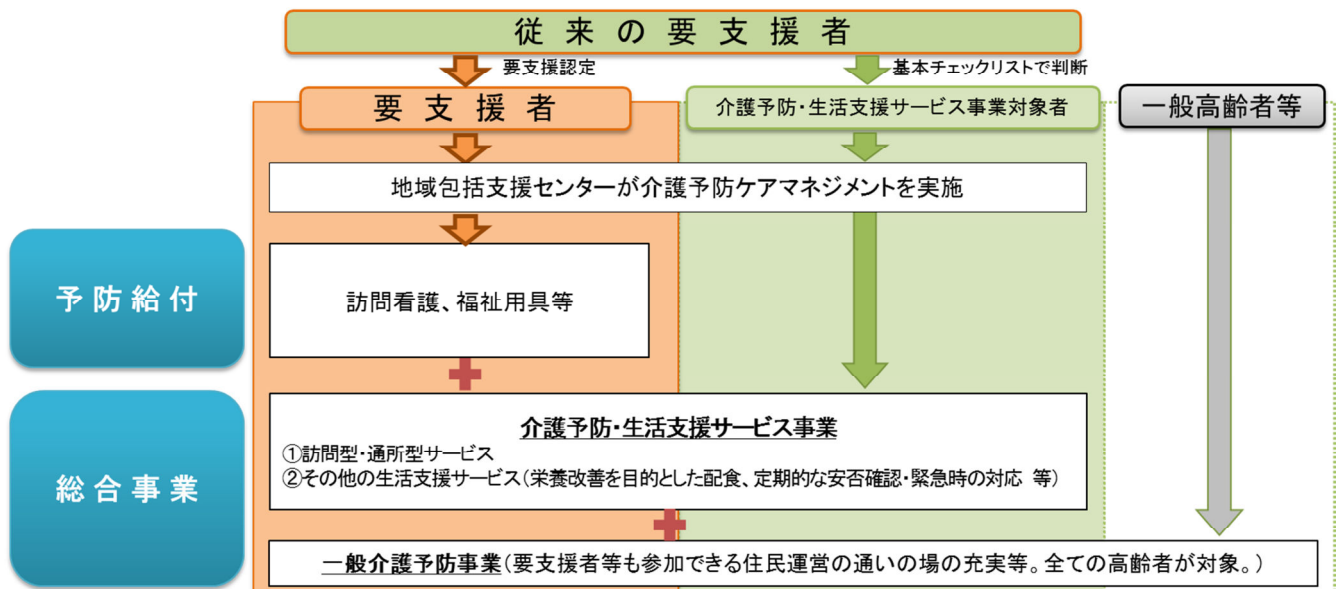 従来の要支援者
要支援認定
基本チェックリストで判断
要支援者
介護予防・生活支援サービス事業対象者
一般高齢者等
地域包括支援センターが介護予防ケアマネジメントを実施
予防給付
訪問看護、福祉用具等
総合事業
介護予防・生活支援サービス事業
①訪問型・通所型サービス
②その他の生活支援サービス(栄養改善を目的とした配食、定期的な安否確認・緊急時の対応 等)
一般介護予防事業(要支援者等も参加できる住民運営の通いの場の充実等。全ての高齢者が対象。)